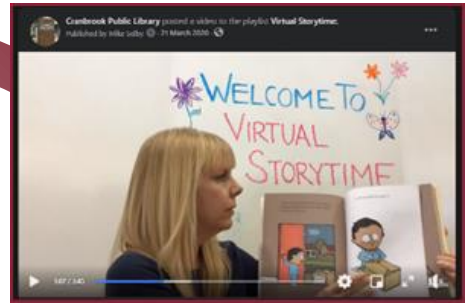 Cranbrook Public Library posted a video to the playlist Virtual Storytime.
Published by Mike Selby · 21 March 2020 ·
WELCOME TO
VIRTUAL
STORYTIME